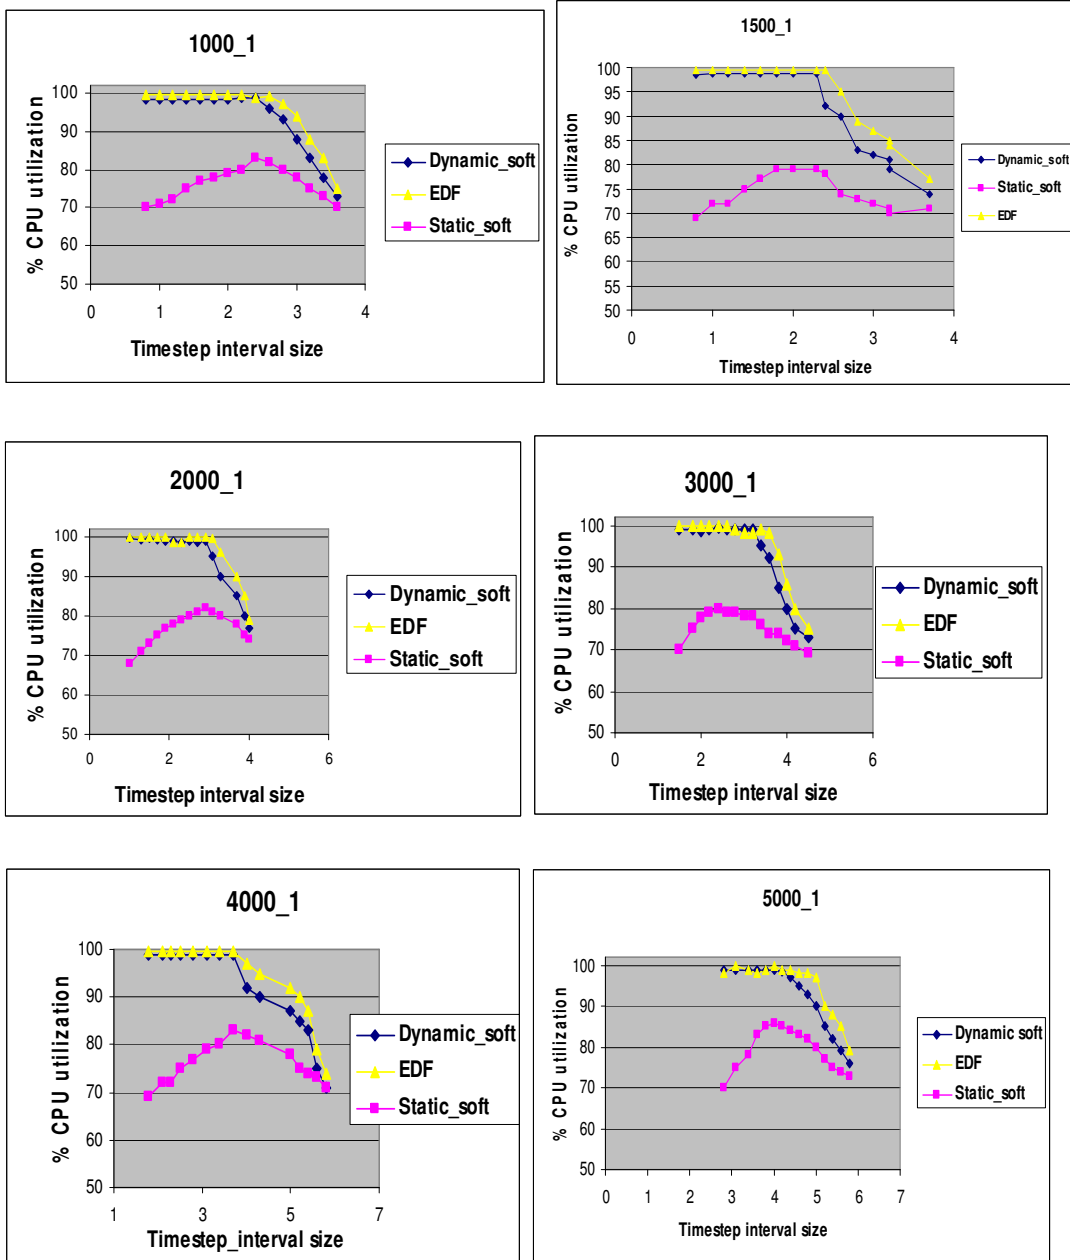 1000_1
% CPU utilization
100
90
80
70
60
50
0
1
2
3
4
Timestep interval size
Dynamic_soft
EDF
Static_soft
1500_1
% CPU utilization
100
95
90
85
80
75
70
65
60
55
50
0
1
2
3
4
Timestep interval size
Dynamic_soft
Static_soft
EDF
2000_1
% CPU utilization
100
90
80
70
60
50
0
2
4
6
Timestep interval size
Dynamic_soft
EDF
Static_soft
3000_1
% CPU utilization
100
90
80
70
60
50
0
2
4
6
Timestep interval size
Dynamic_soft
EDF
Static_soft
4000_1
% CPU utilization
100
90
80
70
60
50
1
3
5
7
Timestep_interval size
Dynamic_soft
EDF
Static_soft
5000_1
% CPU utilization
100
90
80
70
60
50
0
1
2
3
4
5
6
7
Timestep interval size
Dynamic soft
EDF
Static_soft